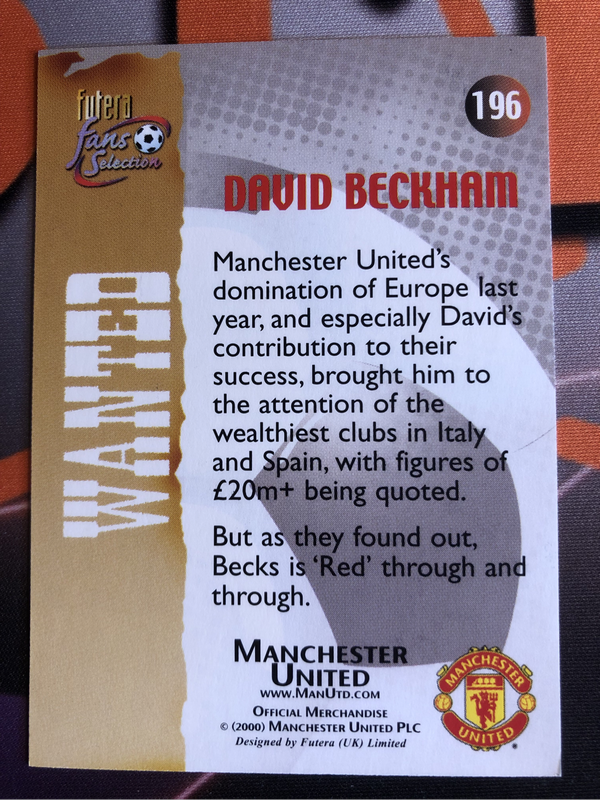 futera
fans
Selection
196
DAVID BECKHAM
WANTED
Manchester United's
domination of Europe last
year, and especially David's
contribution to their
success, brought him to
the attention of the
wealthiest clubs in Italy
and Spain, with figures of
£20m+ being quoted.
But as they found out,
Becks is 'Red' through and
through.
MANCHESTER
UNITED
WWW.MANUTD.COM
OFFICIAL MERCHANDISE
© (2000) MANCHESTER UNITED PLC
Designed by Futera (UK) Limited
MANCHESTER
UNITED